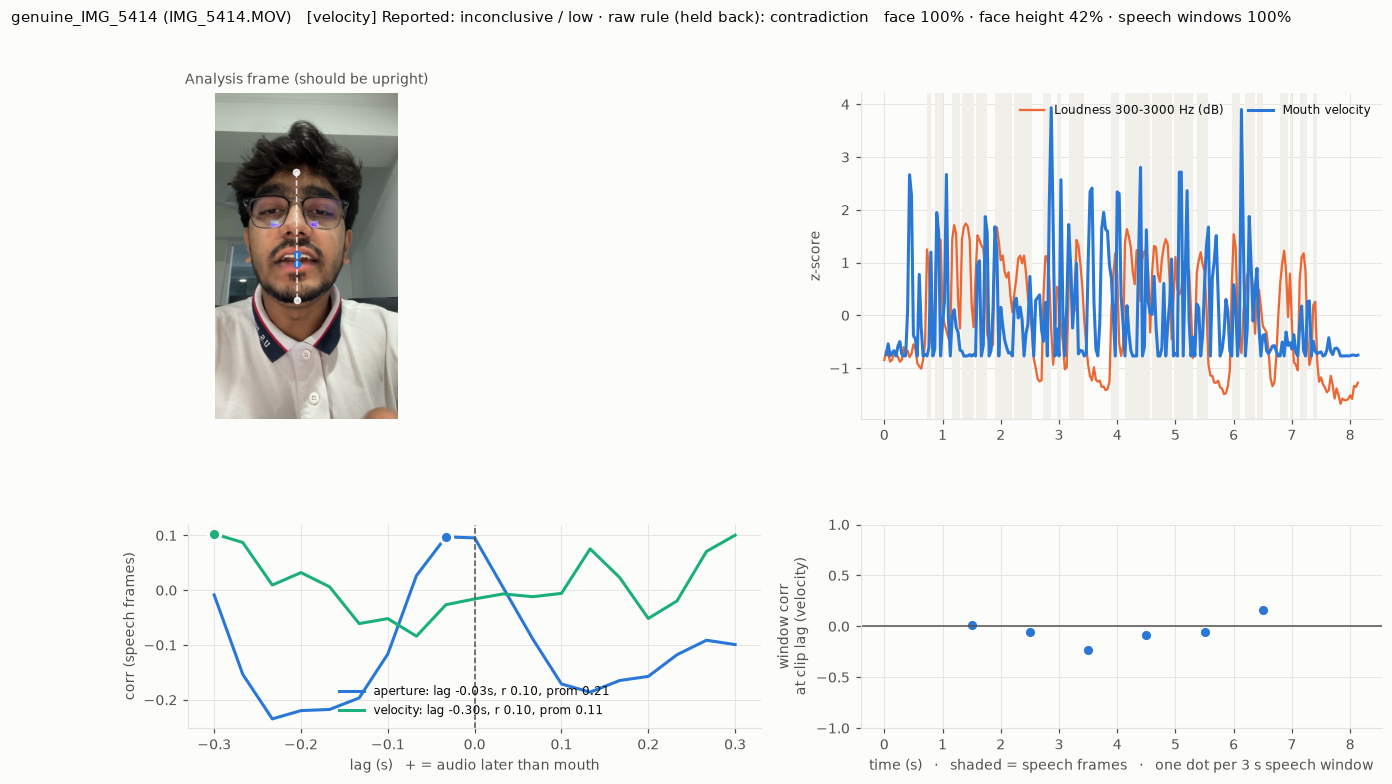 genuine_IMG_5414 (IMG_5414.MOV)   [velocity] Reported: inconclusive / low · raw rule (held back): contradiction   face 100% · face height 42% · speech windows 100%
Analysis frame (should be upright)
Loudness 300-3000 Hz (dB)   Mouth velocity
z-score
4
3
2
1
0
−1
0 1 2 3 4 5 6 7 8
corr (speech frames)
0.1
0.0
−0.1
−0.2
aperture: lag -0.03s, r 0.10, prom 0.21
velocity: lag -0.30s, r 0.10, prom 0.11
−0.3 −0.2 −0.1 0.0 0.1 0.2 0.3
lag (s)   + = audio later than mouth
window corr
at clip lag (velocity)
1.0
0.5
0.0
−0.5
−1.0
0 1 2 3 4 5 6 7 8
time (s)   ·   shaded = speech frames   ·   one dot per 3 s speech window